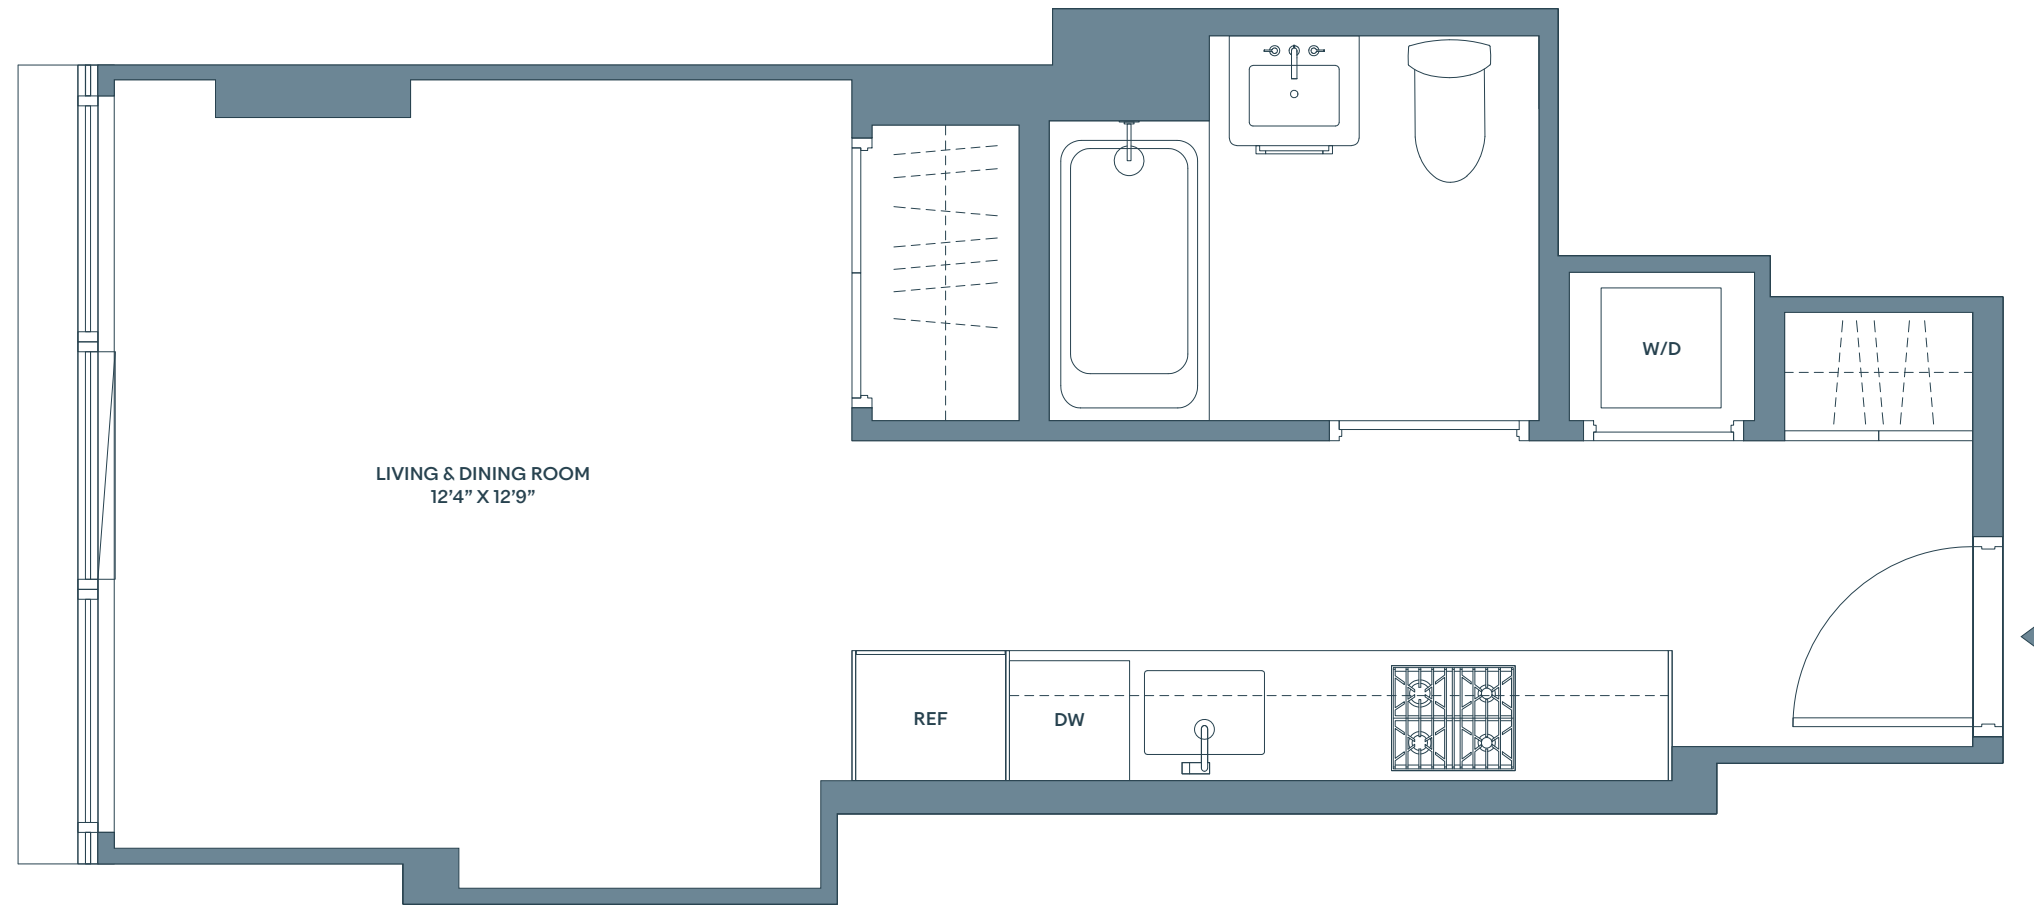 W/D
LIVING & DINING ROOM
12’4” X 12’9”
REF
DW